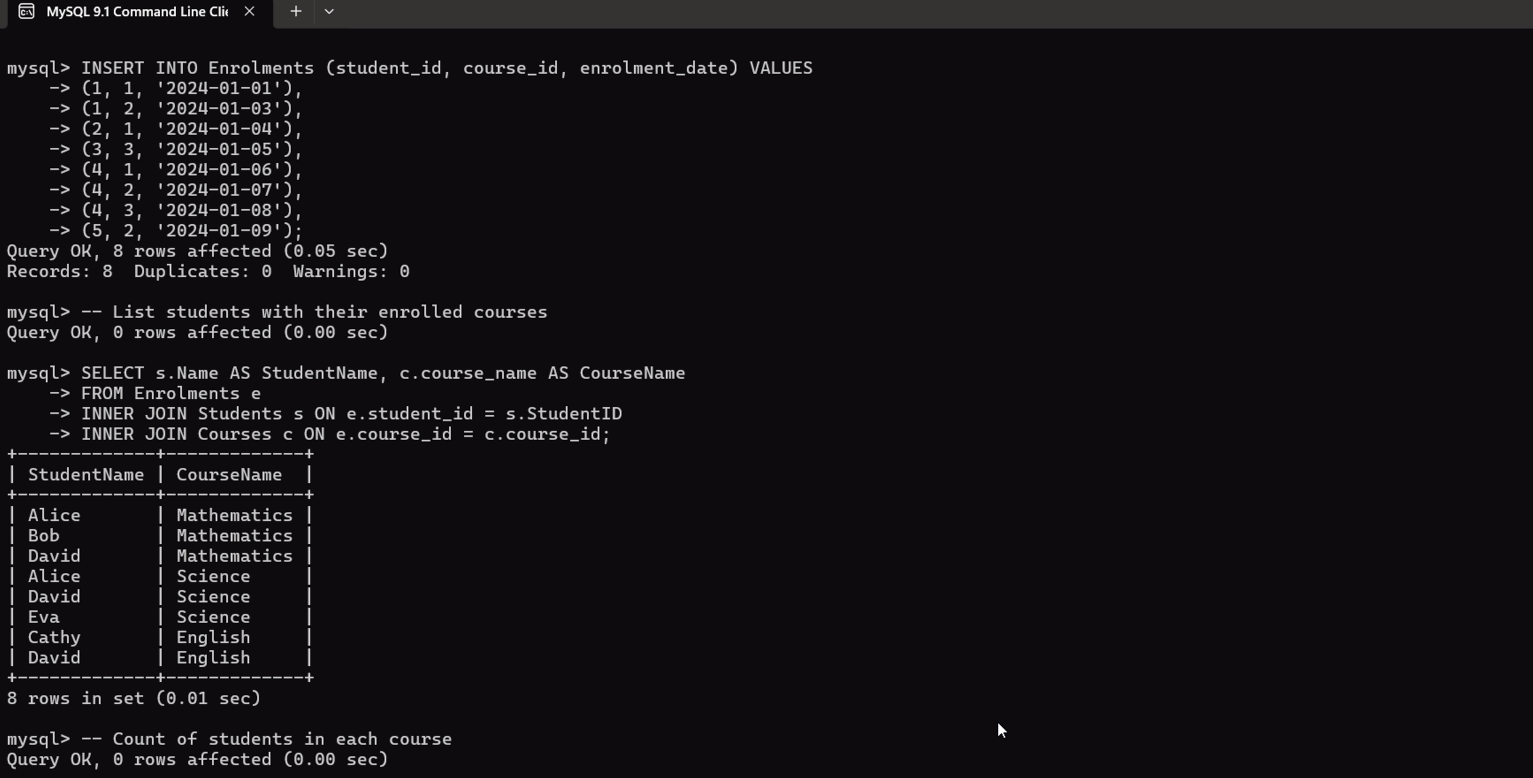 MySQL 9.1 Command Line Clie
mysql> INSERT INTO Enrolments (student_id, course_id, enrolment_date) VALUES
    -> (1, 1, '2024-01-01'),
    -> (1, 2, '2024-01-03'),
    -> (2, 1, '2024-01-04'),
    -> (3, 3, '2024-01-05'),
    -> (4, 1, '2024-01-06'),
    -> (4, 2, '2024-01-07'),
    -> (4, 3, '2024-01-08'),
    -> (5, 2, '2024-01-09');
Query OK, 8 rows affected (0.05 sec)
Records: 8  Duplicates: 0  Warnings: 0
mysql> -- List students with their enrolled courses
Query OK, 0 rows affected (0.00 sec)
mysql> SELECT s.Name AS StudentName, c.course_name AS CourseName
    -> FROM Enrolments e
    -> INNER JOIN Students s ON e.student_id = s.StudentID
    -> INNER JOIN Courses c ON e.course_id = c.course_id;
+-------------+-------------+
| StudentName | CourseName  |
+-------------+-------------+
| Alice       | Mathematics |
| Bob         | Mathematics |
| David       | Mathematics |
| Alice       | Science     |
| David       | Science     |
| Eva         | Science     |
| Cathy       | English     |
| David       | English     |
+-------------+-------------+
8 rows in set (0.01 sec)
mysql> -- Count of students in each course
Query OK, 0 rows affected (0.00 sec)